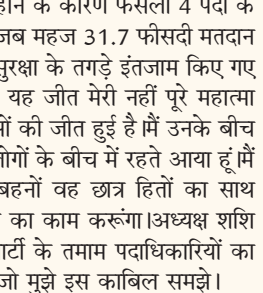 होने के कारण फैसला 4 पदों के
जब महज 31.7 फीसदी मतदान
सुरक्षा के तगड़े इंतजाम किए गए
यह जीत मेरी नहीं पूरे महात्मा
की जीत हुई है।मैं उनके बीच
लोगों के बीच में रहते आया हूं।मैं
बहनों वह छात्र हितों का साथ
का काम करूंगा।अध्यक्ष शशि
पार्टी के तमाम पदाधिकारियों का
जो मुझे इस काबिल समझे।